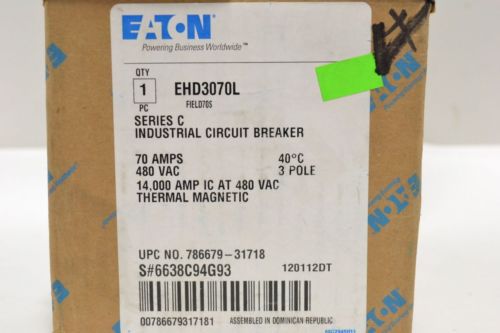 EATON
Powering Business Worldwide™
QTY
1
PC
EHD3070L
FIELD70S
SERIES C
INDUSTRIAL CIRCUIT BREAKER
70 AMPS 40°C
480 VAC 3 POLE
14,000 AMP IC AT 480 VAC
THERMAL MAGNETIC
UPC NO. 786679-31718
S#6638C94G93 120112DT
00786679317181 ASSEMBLED IN DOMINICAN REPUBLIC